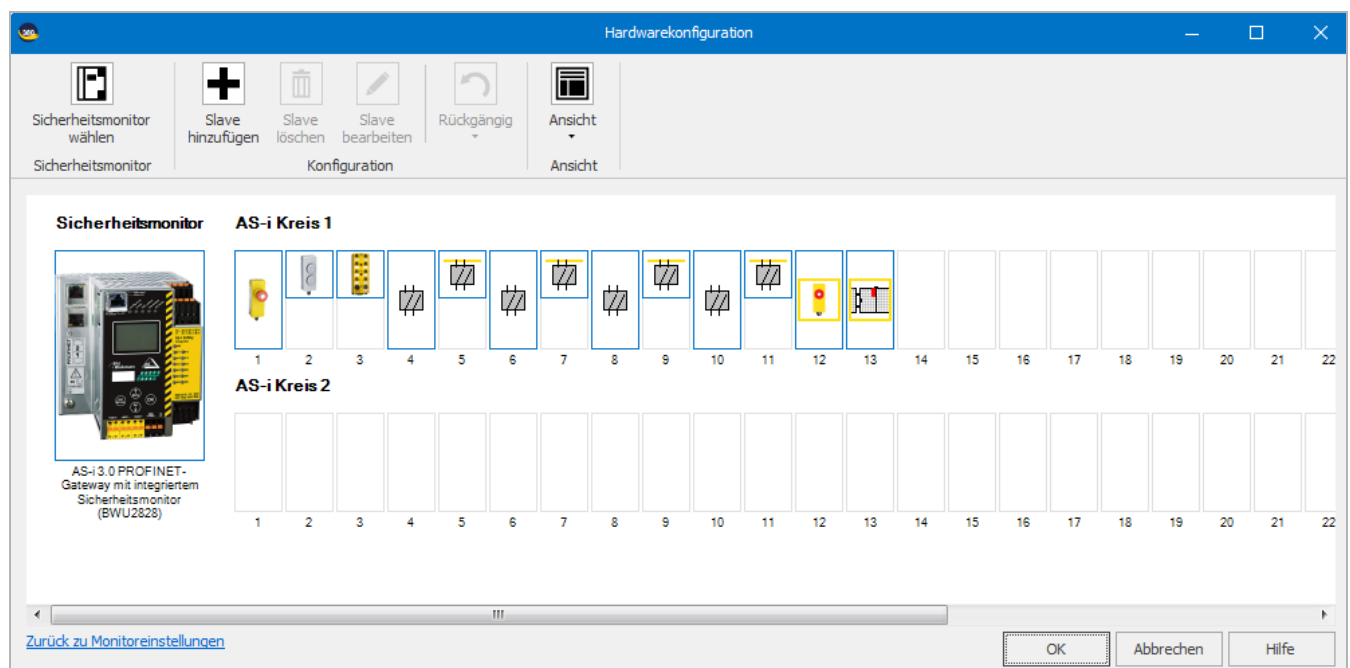 Hardwarekonfiguration
Sicherheitsmonitor
wählen
Slave
hinzufügen
Slave
löschen
Slave
bearbeiten
Rückgängig
Ansicht
Sicherheitsmonitor
Konfiguration
Ansicht
Sicherheitsmonitor
AS-i Kreis 1
1 2 3 4 5 6 7 8 9 10 11 12 13 14 15 16 17 18 19 20 21 22
AS-i Kreis 2
AS-i 3.0 PROFINET-
Gateway mit integriertem
Sicherheitsmonitor
(BWU2828)
1 2 3 4 5 6 7 8 9 10 11 12 13 14 15 16 17 18 19 20 21 22
Zurück zu Monitoreinstellungen
OK
Abbrechen
Hilfe